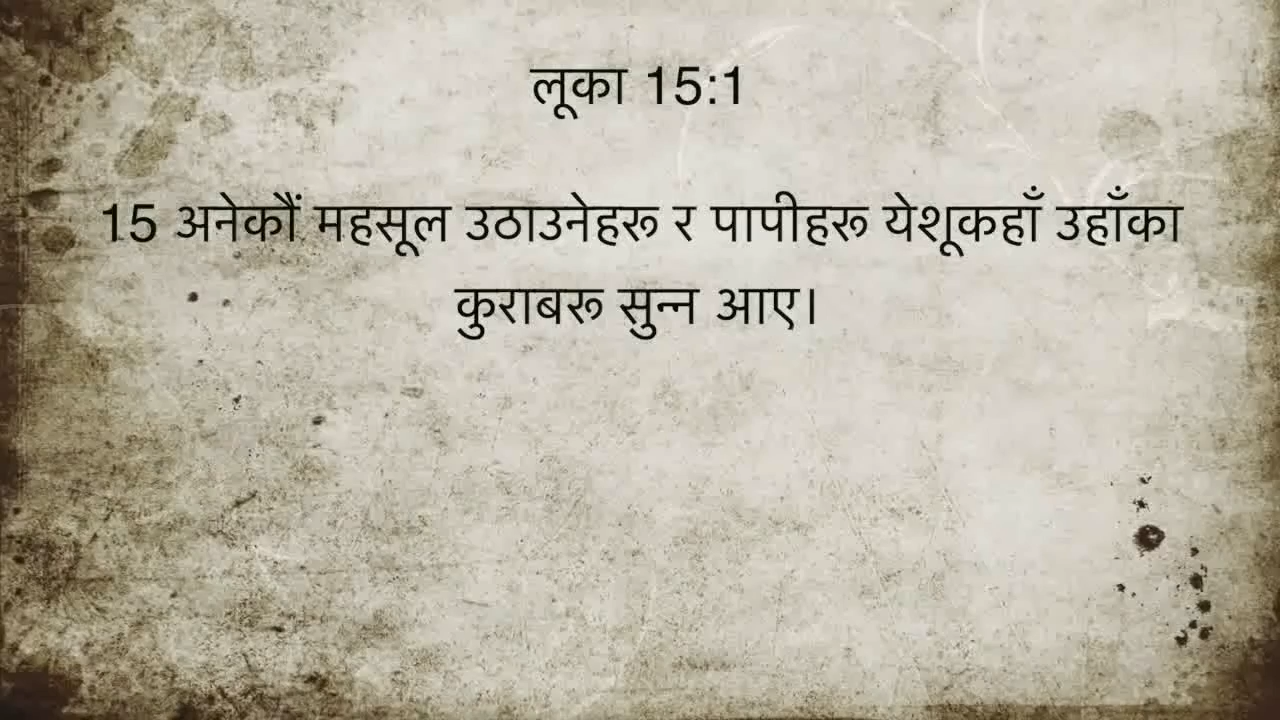 लूका 15:1
15 अनेकौं महसूल उठाउनेहरू र पापीहरू येशूकहाँ उहाँका
कुराबरू सुन्न आए।